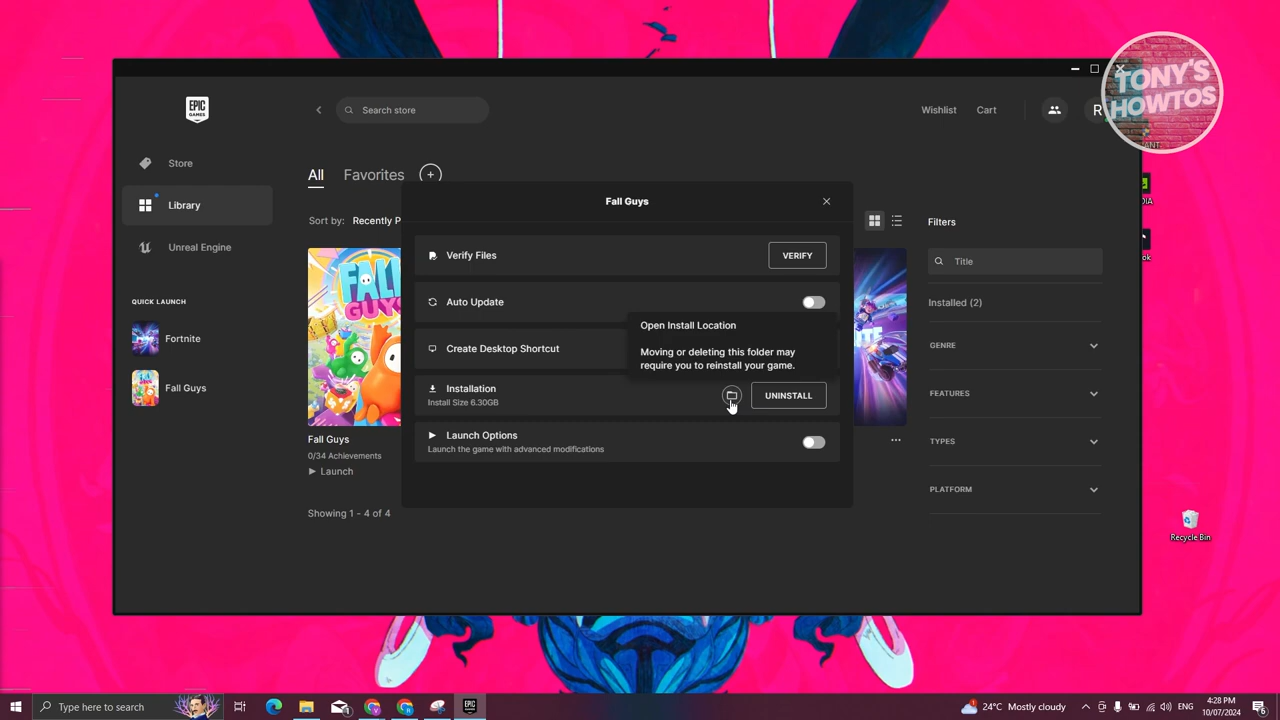 TONY'S
HOWTOS
EPIC
GAMES
Search store
Wishlist
Cart
R
Store
Library
Unreal Engine
QUICK LAUNCH
Fortnite
Fall Guys
All
Favorites
Sort by:
Recently P
Fall Guys
0/34 Achievements
Launch
Showing 1 - 4 of 4
Fall Guys
Verify Files
VERIFY
Auto Update
Open Install Location
Moving or deleting this folder may
require you to reinstall your game.
Create Desktop Shortcut
Installation
Install Size 6.30GB
UNINSTALL
Launch Options
Launch the game with advanced modifications
Filters
Title
Installed (2)
GENRE
FEATURES
TYPES
PLATFORM
Recycle Bin
Type here to search
24°C Mostly cloudy
ENG
4:28 PM
10/07/2024
6